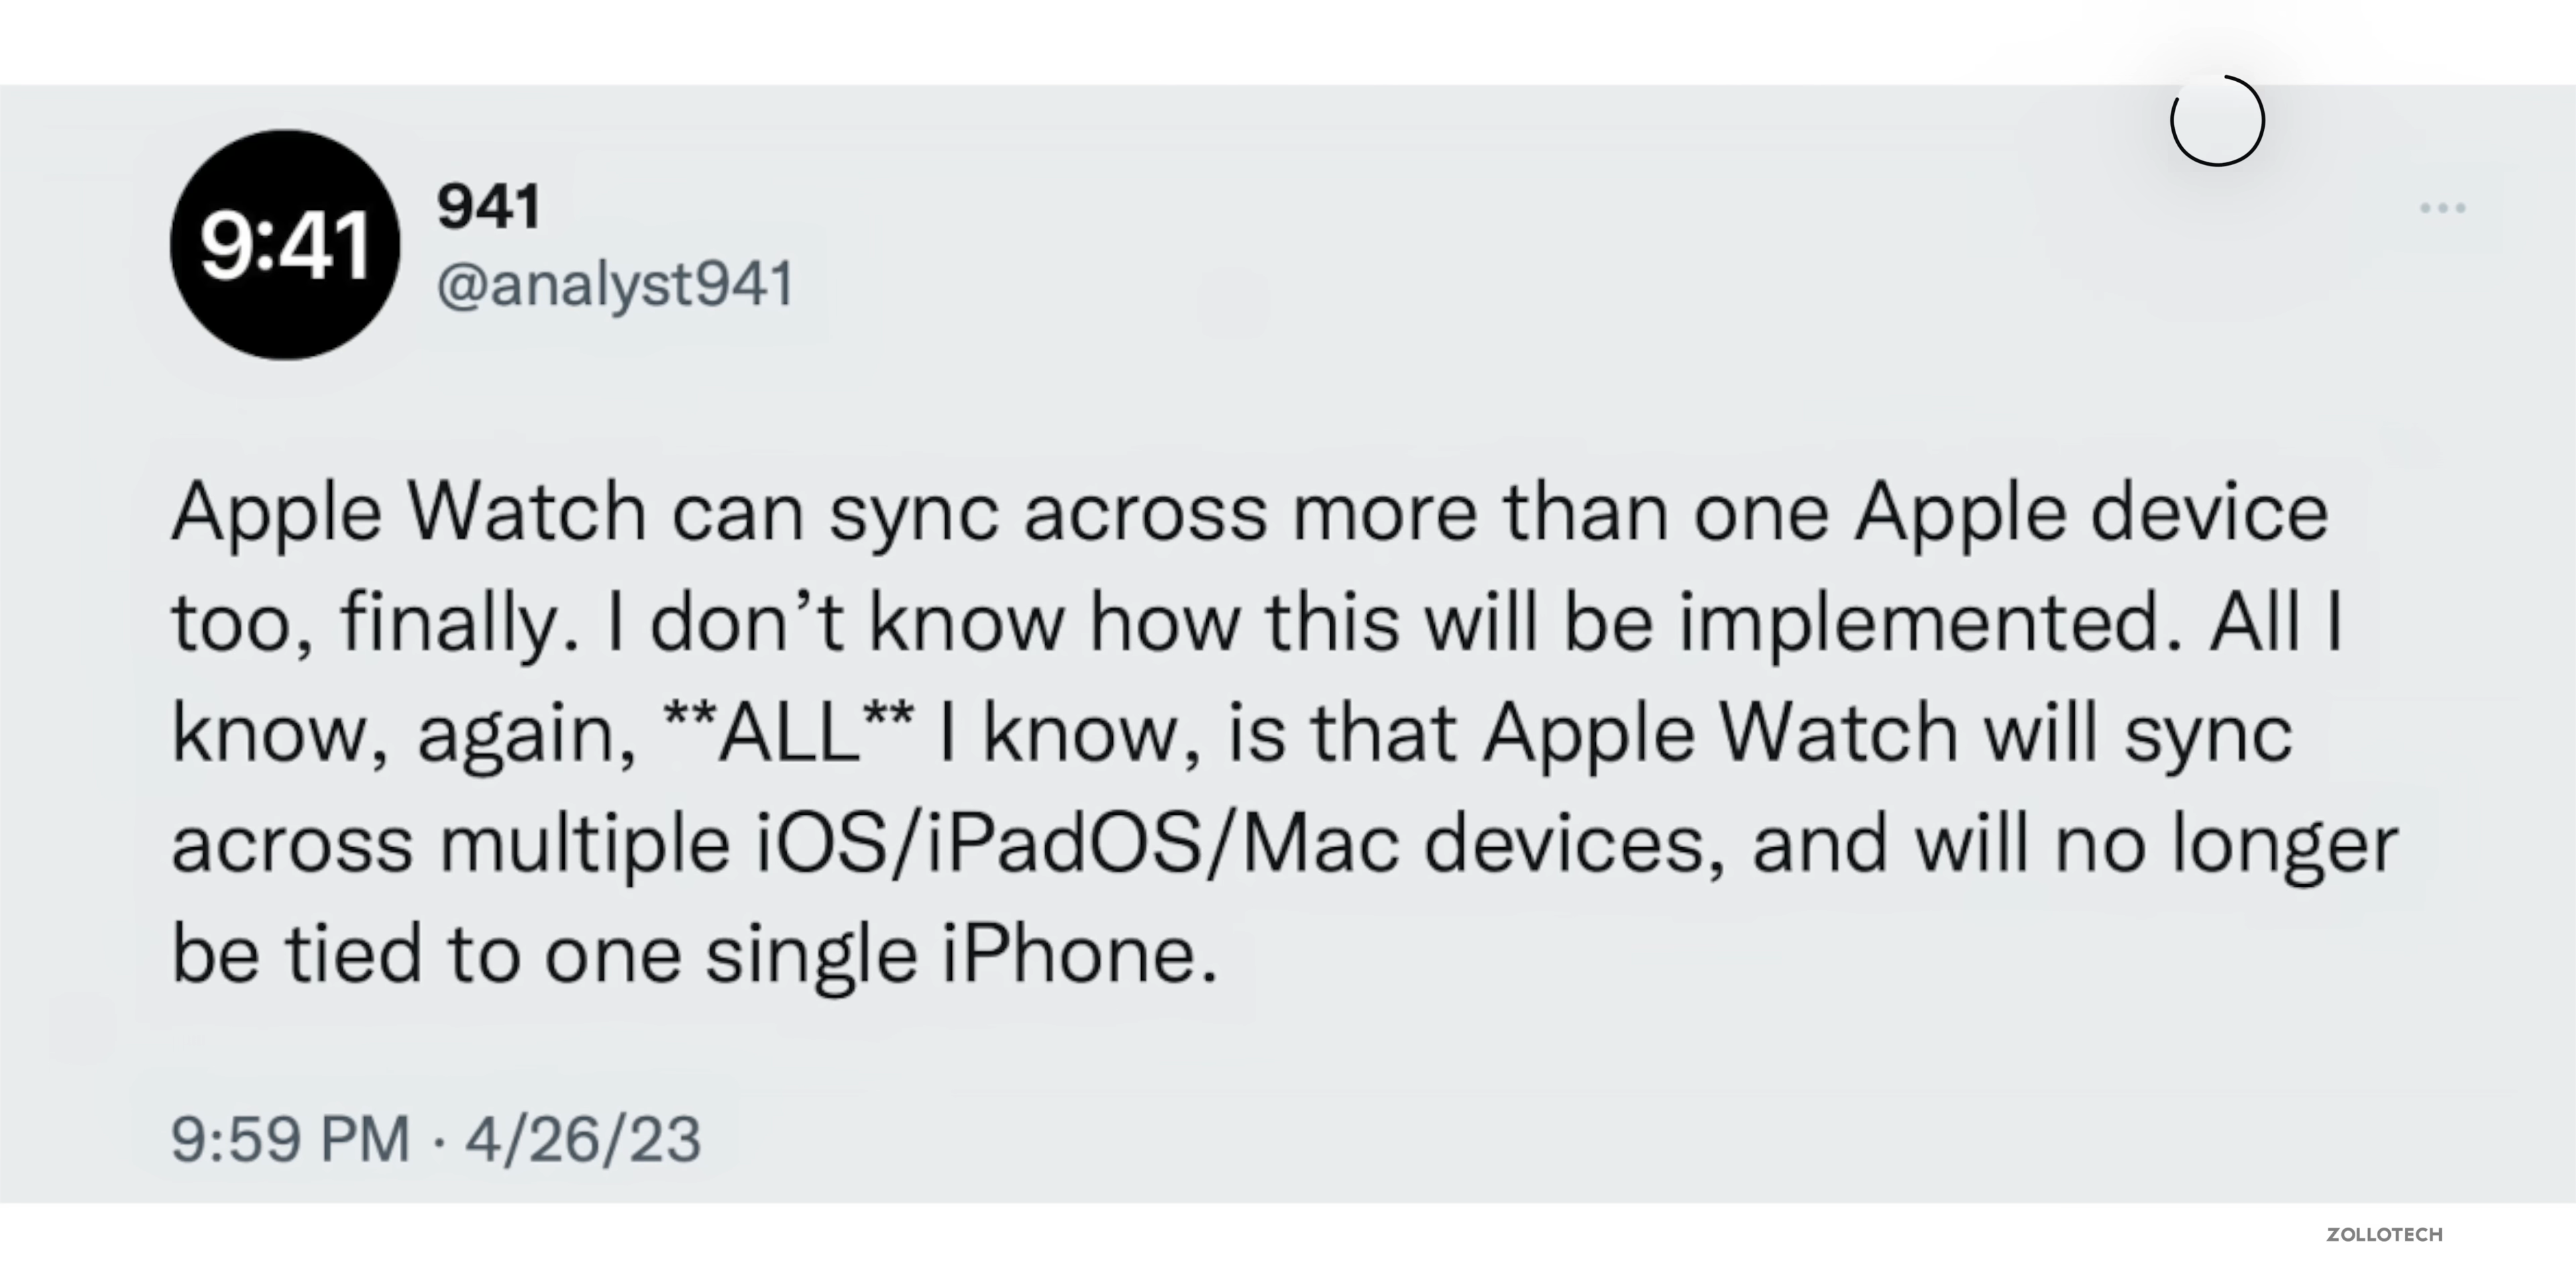 9:41
941
@analyst941
Apple Watch can sync across more than one Apple device
too, finally. I don’t know how this will be implemented. All I
know, again, **ALL** I know, is that Apple Watch will sync
across multiple iOS/iPadOS/Mac devices, and will no longer
be tied to one single iPhone.
9:59 PM · 4/26/23
ZOLLOTECH